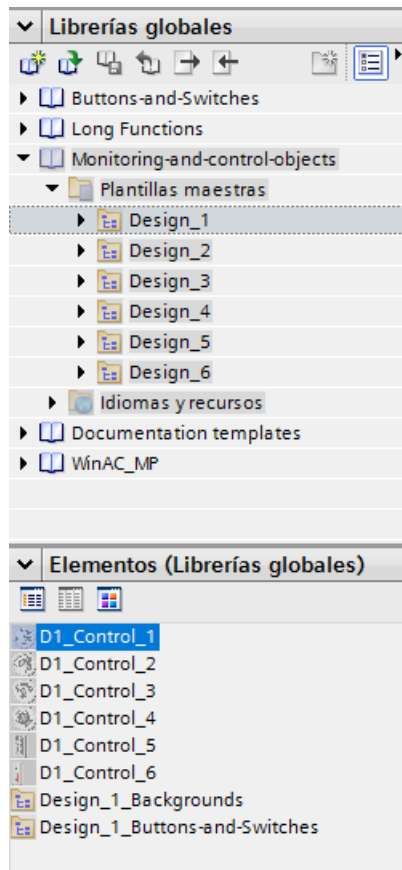 Librerías globales
Buttons-and-Switches
Long Functions
Monitoring-and-control-objects
Plantillas maestras
Design_1
Design_2
Design_3
Design_4
Design_5
Design_6
Idiomas y recursos
Documentation templates
WinAC_MP
Elementos (Librerías globales)
D1_Control_1
D1_Control_2
D1_Control_3
D1_Control_4
D1_Control_5
D1_Control_6
Design_1_Backgrounds
Design_1_Buttons-and-Switches